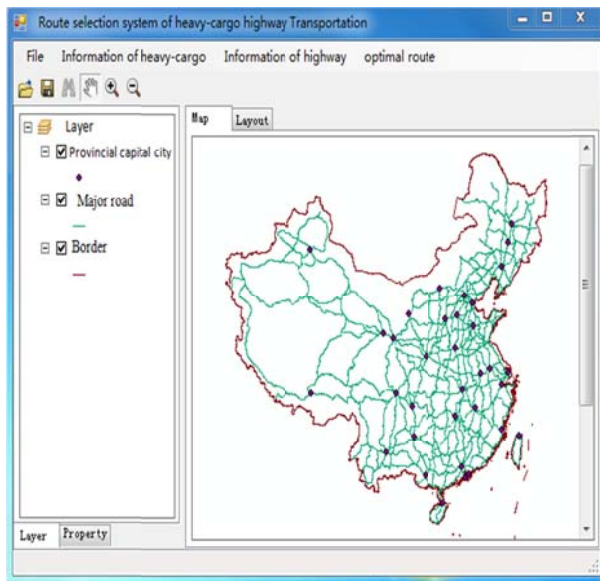 Route selection system of heavy-cargo highway Transportation
File Information of heavy-cargo Information of highway optimal route
Map Layout
Layer
Provincial capital city
Major road
Border
Layer Property